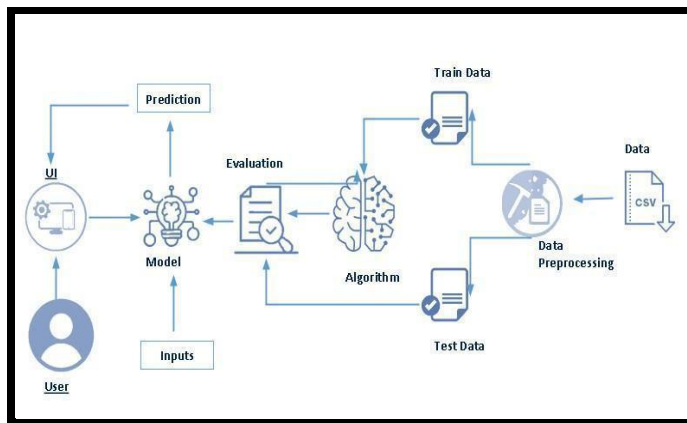 Train Data
Prediction
Evaluation
Data
UI
CSV
Model
Algorithm
Data
Preprocessing
Inputs
Test Data
User